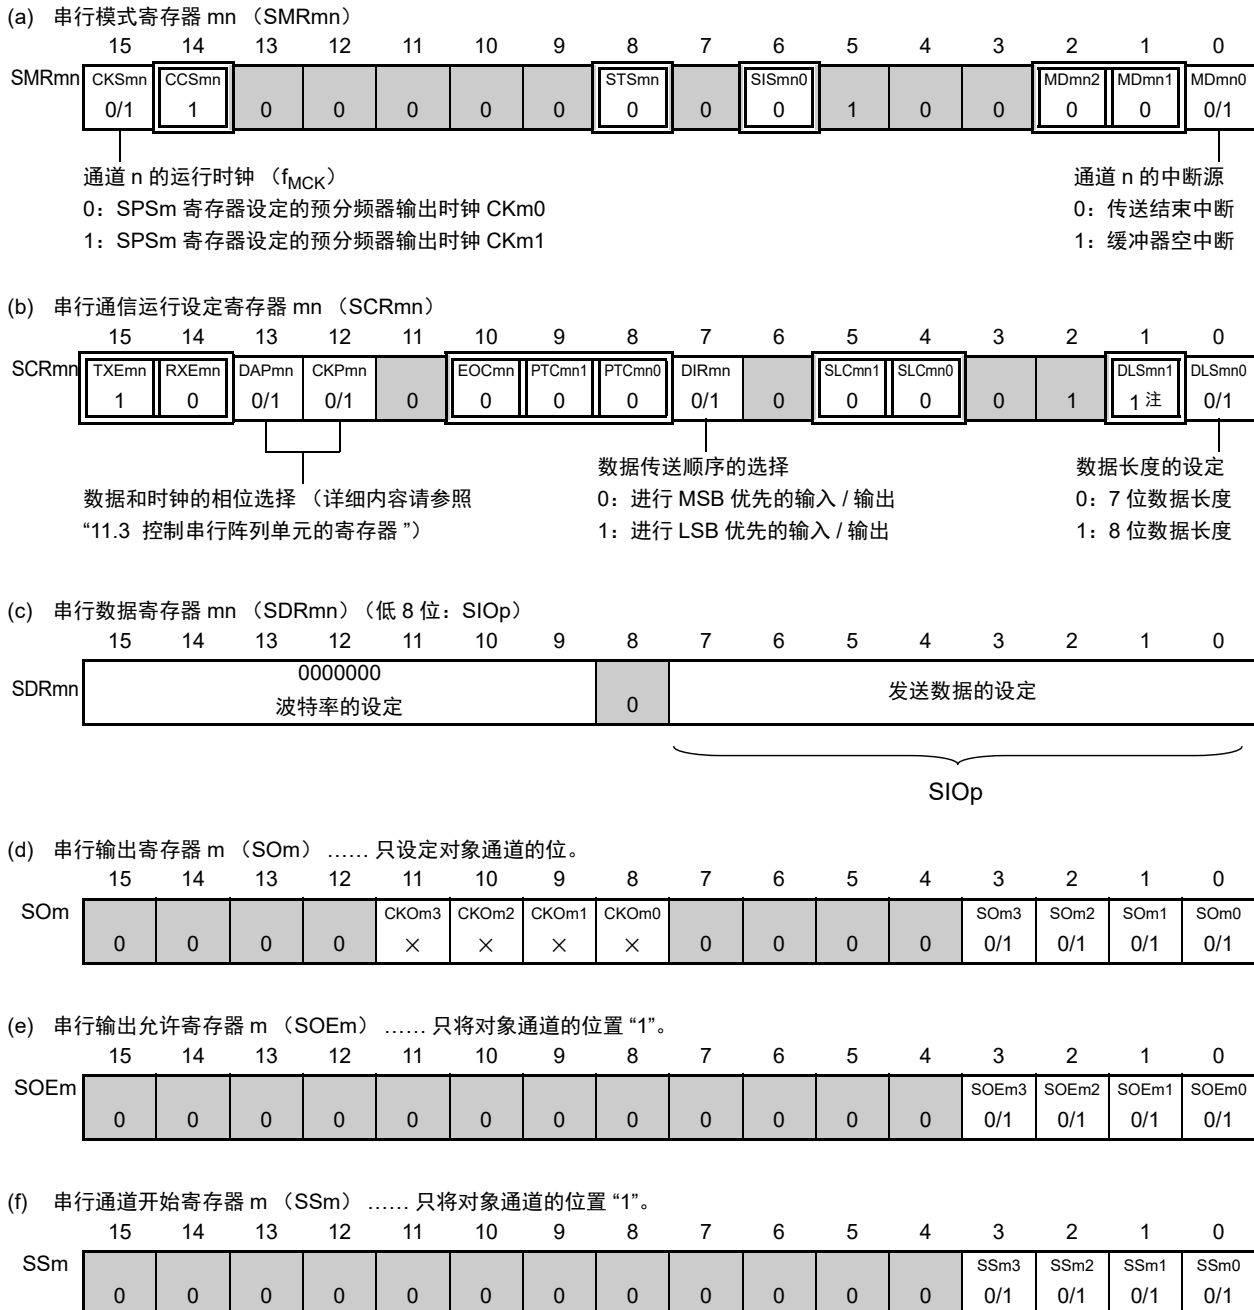 (a) 串行模式寄存器 mn （SMRmn）
15 14 13 12 11 10 9 8 7 6 5 4 3 2 1 0
SMRmn CKSmn CCSmn STSmn SISmn0 MDmn2 MDmn1 MDmn0
0/1 1 0 0 0 0 0 0 0 0 1 0 0 0 0 0/1
通道 n 的运行时钟 （fMCK） 通道 n 的中断源
0：SPSm 寄存器设定的预分频器输出时钟 CKm0 0：传送结束中断
1：SPSm 寄存器设定的预分频器输出时钟 CKm1 1：缓冲器空中断
(b) 串行通信运行设定寄存器 mn （SCRmn）
15 14 13 12 11 10 9 8 7 6 5 4 3 2 1 0
SCRmn TXEmn RXEmn DAPmn CKPmn EOCmn PTCmn1 PTCmn0 DIRmn SLCmn1 SLCmn0 DLSmn1 DLSmn0
1 0 0/1 0/1 0 0 0 0 0/1 0 0 0 0 1 1 注 0/1
数据传送顺序的选择 数据长度的设定
数据和时钟的相位选择 （详细内容请参照 0：进行 MSB 优先的输入 / 输出 0：7 位数据长度
“11.3 控制串行阵列单元的寄存器 ”） 1：进行 LSB 优先的输入 / 输出 1：8 位数据长度
(c) 串行数据寄存器 mn （SDRmn）（低 8 位：SIOp）
15 14 13 12 11 10 9 8 7 6 5 4 3 2 1 0
SDRmn 0000000
波特率的设定 0 发送数据的设定
SIOp
(d) 串行输出寄存器 m （SOm） …… 只设定对象通道的位。
15 14 13 12 11 10 9 8 7 6 5 4 3 2 1 0
SOm CKOm3 CKOm2 CKOm1 CKOm0 SOm3 SOm2 SOm1 SOm0
0 0 0 0 × × × × 0 0 0 0 0/1 0/1 0/1 0/1
(e) 串行输出允许寄存器 m （SOEm） …… 只将对象通道的位置 “1”。
15 14 13 12 11 10 9 8 7 6 5 4 3 2 1 0
SOEm SOEm3 SOEm2 SOEm1 SOEm0
0 0 0 0 0 0 0 0 0 0 0 0 0/1 0/1 0/1 0/1
(f) 串行通道开始寄存器 m （SSm） …… 只将对象通道的位置 “1”。
15 14 13 12 11 10 9 8 7 6 5 4 3 2 1 0
SSm SSm3 SSm2 SSm1 SSm0
0 0 0 0 0 0 0 0 0 0 0 0 0/1 0/1 0/1 0/1